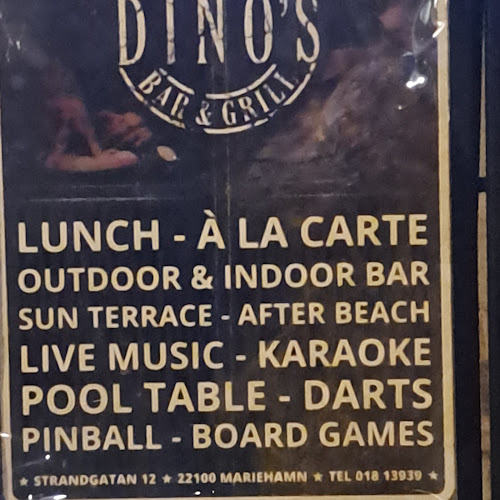 DINO'S
BAR & GRILL
LUNCH - À LA CARTE
OUTDOOR & INDOOR BAR
SUN TERRACE - AFTER BEACH
LIVE MUSIC - KARAOKE
POOL TABLE - DARTS
PINBALL - BOARD GAMES
★ STRANDGATAN 12 ★ 22100 MARIEHAMN ★ TEL 018 13939 ★